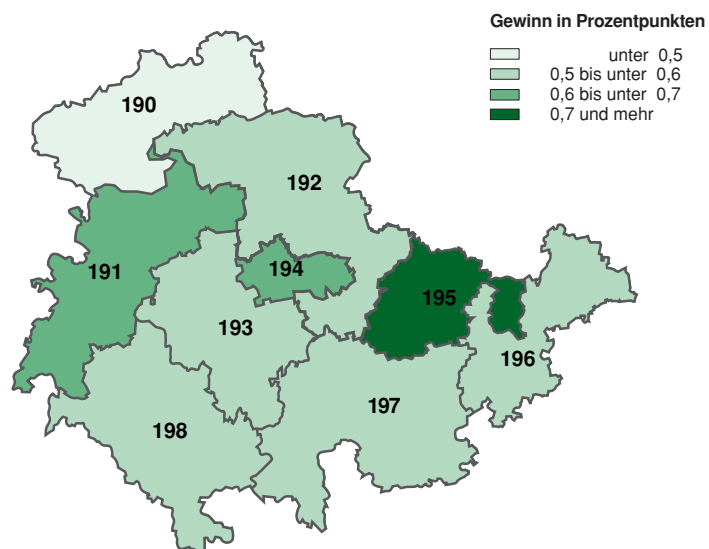 Gewinn in Prozentpunkten
unter 0,5
0,5 bis unter 0,6
0,6 bis unter 0,7
0,7 und mehr
190
192
191
194
195
193
196
197
198